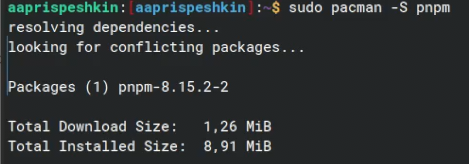 aaprispeshkin:[aaprispeshkin]:~$ sudo pacman -S pnpm
resolving dependencies...
looking for conflicting packages...
Packages (1) pnpm-8.15.2-2
Total Download Size:   1,26 MiB
Total Installed Size:  8,91 MiB